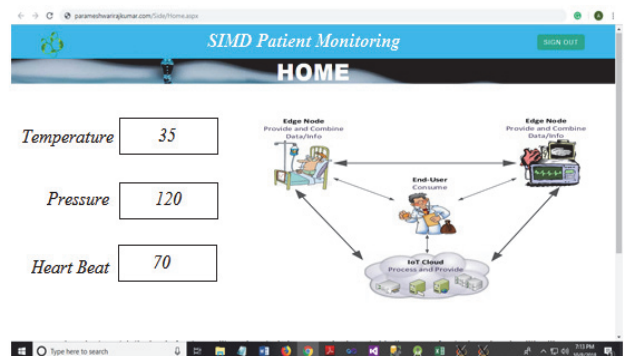 parameshwarirajkumar.com/Side/Home.aspx
SIMD Patient Monitoring
SIGN OUT
HOME
Temperature 35
Pressure 120
Heart Beat 70
Edge Node
Provide and Combine
Data/Info
Edge Node
Provide and Combine
Data/Info
End-User
Consume
IoT Cloud
Process and Provide
Type here to search
7:13 PM